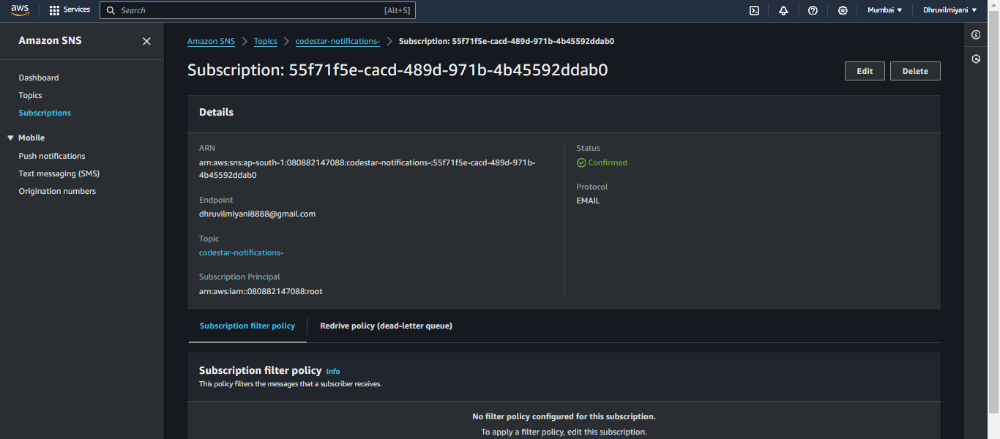 aws
Services
Search
[Alt+S]
Mumbai
Dhruvilmiyani
Amazon SNS
Dashboard
Topics
Subscriptions
Mobile
Push notifications
Text messaging (SMS)
Origination numbers
Amazon SNS
Topics
codestar-notifications-
Subscription: 55f71f5e-cacd-489d-971b-4b45592ddab0
Subscription: 55f71f5e-cacd-489d-971b-4b45592ddab0
Edit
Delete
Details
ARN
arn:aws:sns:ap-south-1:080882147088:codestar-notifications-:55f71f5e-cacd-489d-971b-
4b45592ddab0
Endpoint
dhruvilmiyani8888@gmail.com
Topic
codestar-notifications-
Subscription Principal
arn:aws:iam::080882147088:root
Status
Confirmed
Protocol
EMAIL
Subscription filter policy
Redrive policy (dead-letter queue)
Subscription filter policy Info
This policy filters the messages that a subscriber receives.
No filter policy configured for this subscription.
To apply a filter policy, edit this subscription.